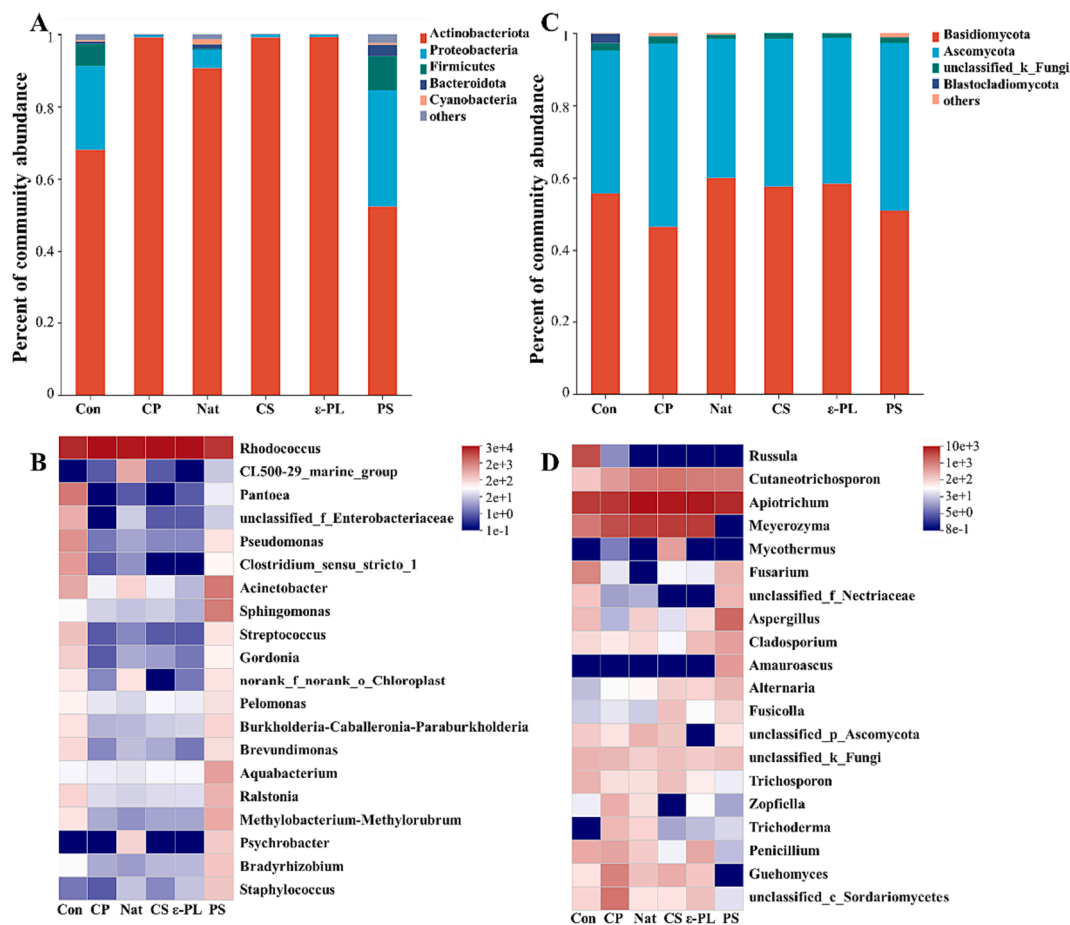 A
Percent of community abundance
1
0.8
0.6
0.4
0.2
0
Con CP Nat CS ε-PL PS
Actinobacteriota
Proteobacteria
Firmicutes
Bacteroidota
Cyanobacteria
others
C
Percent of community abundance
1
0.8
0.6
0.4
0.2
0
Con CP Nat CS ε-PL PS
Basidiomycota
Ascomycota
unclassified_k_Fungi
Blastocladiomycota
others
B
Rhodococcus
CL500-29_marine_group
Pantoea
unclassified_f_Enterobacteriaceae
Pseudomonas
Clostridium_sensu_stricto_1
Acinetobacter
Sphingomonas
Streptococcus
Gordonia
norank_f_norank_o_Chloroplast
Pelomonas
Burkholderia-Caballeronia-Paraburkholderia
Brevundimonas
Aquabacterium
Ralstonia
Methylobacterium-Methylorubrum
Psychrobacter
Bradyrhizobium
Staphylococcus
Con CP Nat CS ε-PL PS
3e+4
2e+3
2e+2
2e+1
1e+0
1e-1
D
Russula
Cutaneotrichosporon
Apiotrichum
Meyerozyma
Mycothermus
Fusarium
unclassified_f_Nectriaceae
Aspergillus
Cladosporium
Amauroascus
Alternaria
Fusicolla
unclassified_p_Ascomycota
unclassified_k_Fungi
Trichosporon
Zopfiella
Trichoderma
Penicillium
Guehomyces
unclassified_c_Sordariomycetes
Con CP Nat CS ε-PL PS
10e+3
1e+3
2e+2
3e+1
5e+0
8e-1